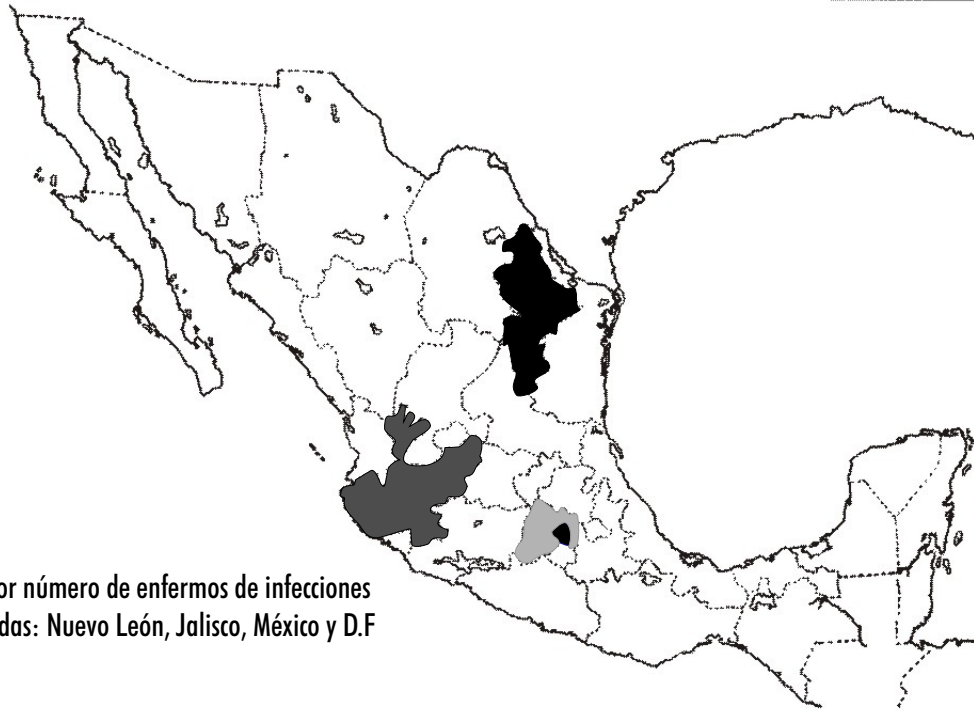 or número de enfermos de infecciones
das: Nuevo León, Jalisco, México y D.F